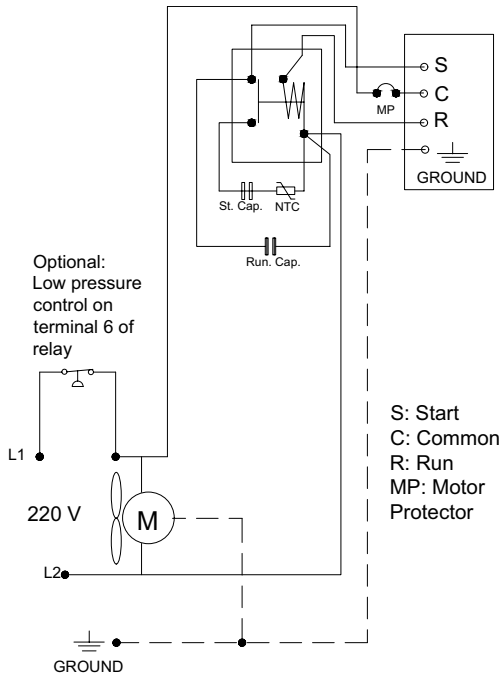 S
C
MP
R
GROUND
St. Cap.
NTC
Run. Cap.
Optional:
Low pressure
control on
terminal 6 of
relay
S: Start
C: Common
R: Run
MP: Motor
Protector
L1
220 V
M
L2
GROUND